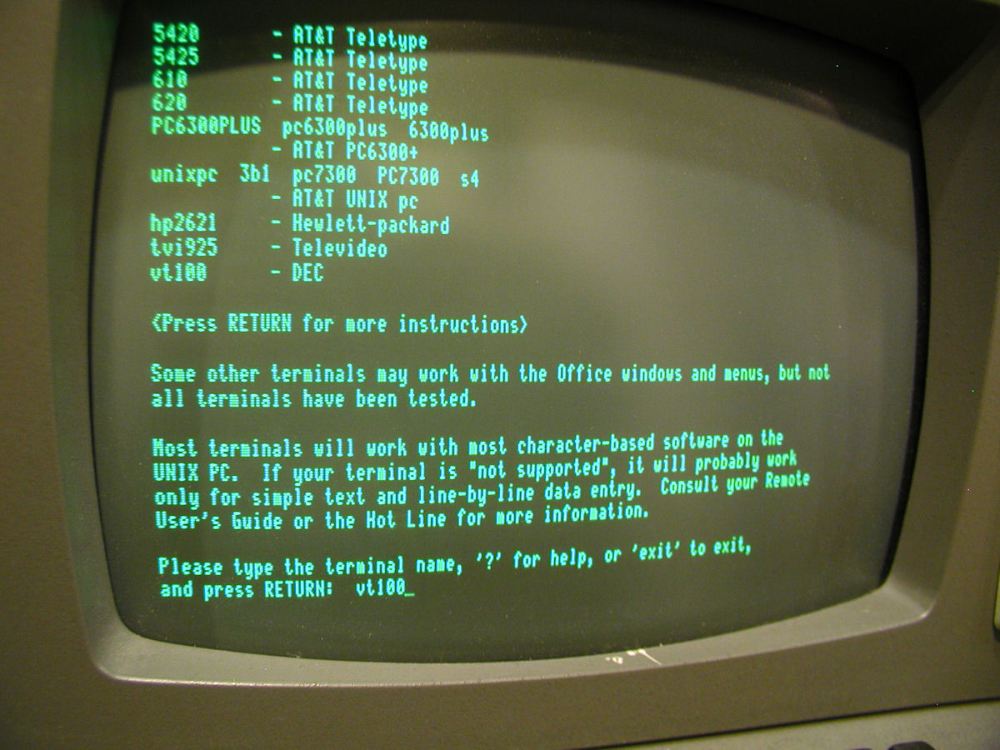 5420 - AT&T Teletype
5425 - AT&T Teletype
610 - AT&T Teletype
620 - AT&T Teletype
PC6300PLUS pc6300plus 6300plus
- AT&T PC6300+
unixpc 3b1 pc7300 PC7300 s4
- AT&T UNIX pc
hp2621 - Hewlett-packard
tvi925 - Televideo
vt100 - DEC
<Press RETURN for more instructions>
Some other terminals may work with the Office windows and menus, but not
all terminals have been tested.
Most terminals will work with most character-based software on the
UNIX PC. If your terminal is "not supported", it will probably work
only for simple text and line-by-line data entry. Consult your Remote
User's Guide or the Hot Line for more information.
Please type the terminal name, '?' for help, or 'exit' to exit,
and press RETURN: vt100_